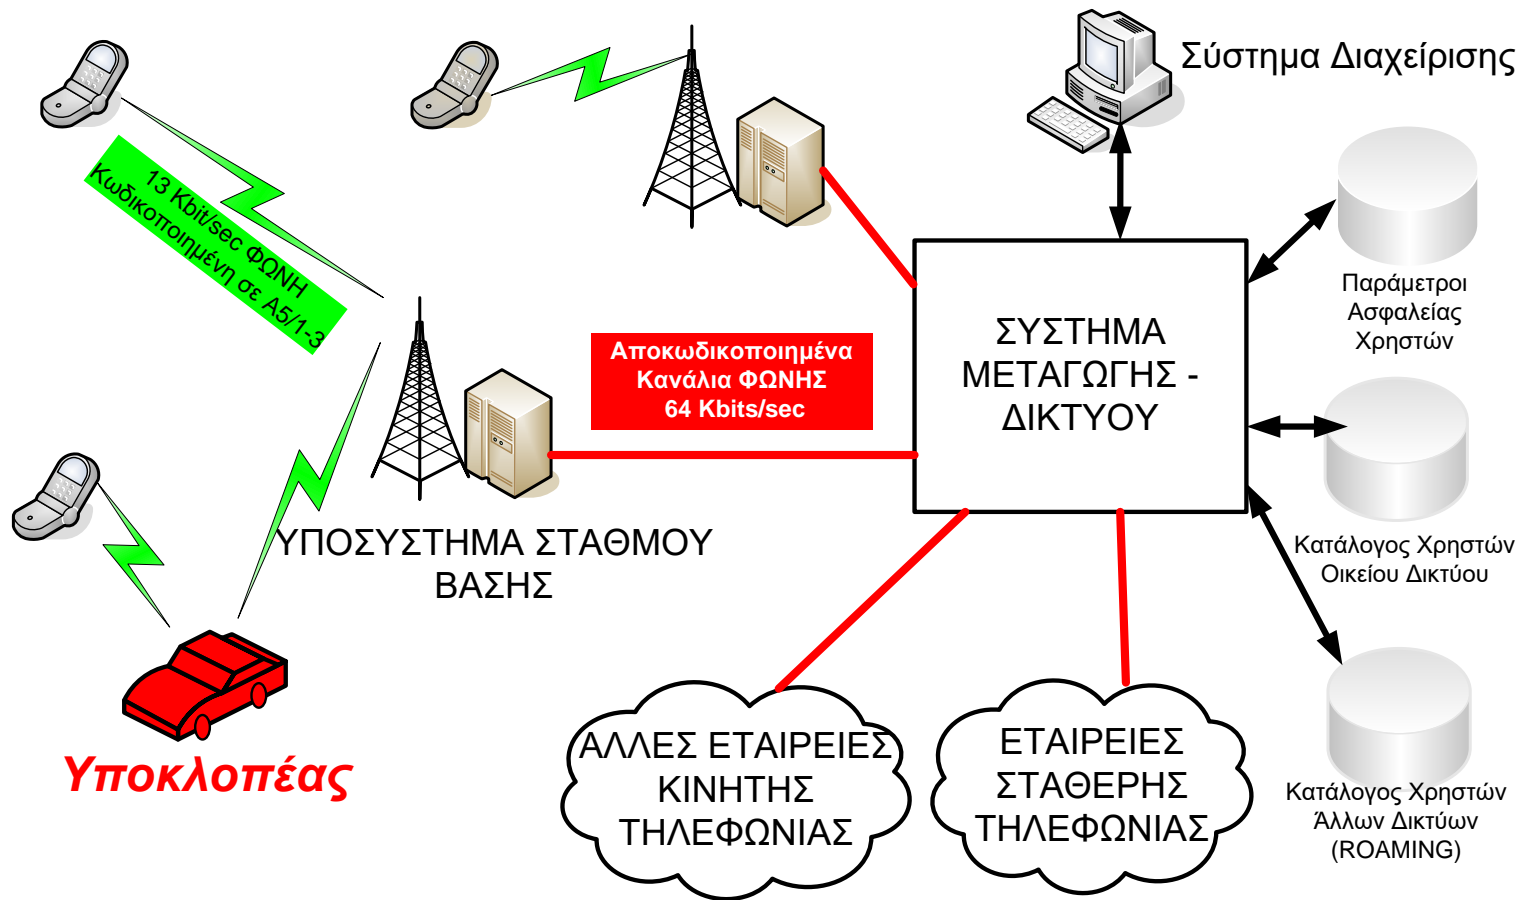 Σύστημα Διαχείρισης
13 Kbit/sec ΦΩΝΗ
Κωδικοποιημένη σε A5/1-3
Παράμετροι
Ασφαλείας
Χρηστών
Αποκωδικοποιημένα
Κανάλια ΦΩΝΗΣ
64 Kbits/sec
ΣΥΣΤΗΜΑ
ΜΕΤΑΓΩΓΗΣ -
ΔΙΚΤΥΟΥ
ΥΠΟΣΥΣΤΗΜΑ ΣΤΑΘΜΟΥ
ΒΑΣΗΣ
Κατάλογος Χρηστών
Οικείου Δικτύου
Υποκλοπέας
ΑΛΛΕΣ ΕΤΑΙΡΕΙΕΣ
ΚΙΝΗΤΗΣ
ΤΗΛΕΦΩΝΙΑΣ
ΕΤΑΙΡΕΙΕΣ
ΣΤΑΘΕΡΗΣ
ΤΗΛΕΦΩΝΙΑΣ
Κατάλογος Χρηστών
Άλλων Δικτύων
(ROAMING)